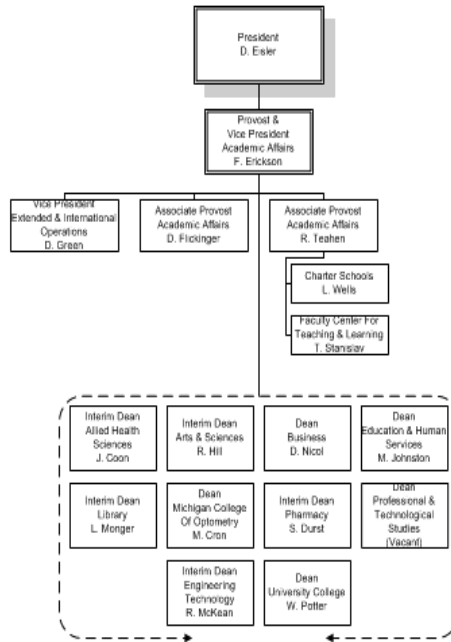 President
D. Eisler
Provost &
Vice President
Academic Affairs
F. Erickson
Vice President
Extended & International
Operations
D. Green
Associate Provost
Academic Affairs
D. Flickinger
Associate Provost
Academic Affairs
R. Teahen
Charter Schools
L. Wells
Faculty Center For
Teaching & Learning
T. Stanislav
Interim Dean
Allied Health
Sciences
J. Coon
Interim Dean
Arts & Sciences
R. Hill
Dean
Business
D. Nicol
Dean
Education & Human
Services
M. Johnston
Interim Dean
Library
L. Monger
Dean
Michigan College
Of Optometry
M. Cron
Interim Dean
Pharmacy
S. Durst
Dean
Professional &
Technological
Studies
(Vacant)
Interim Dean
Engineering
Technology
R. McKean
Dean
University College
W. Potter